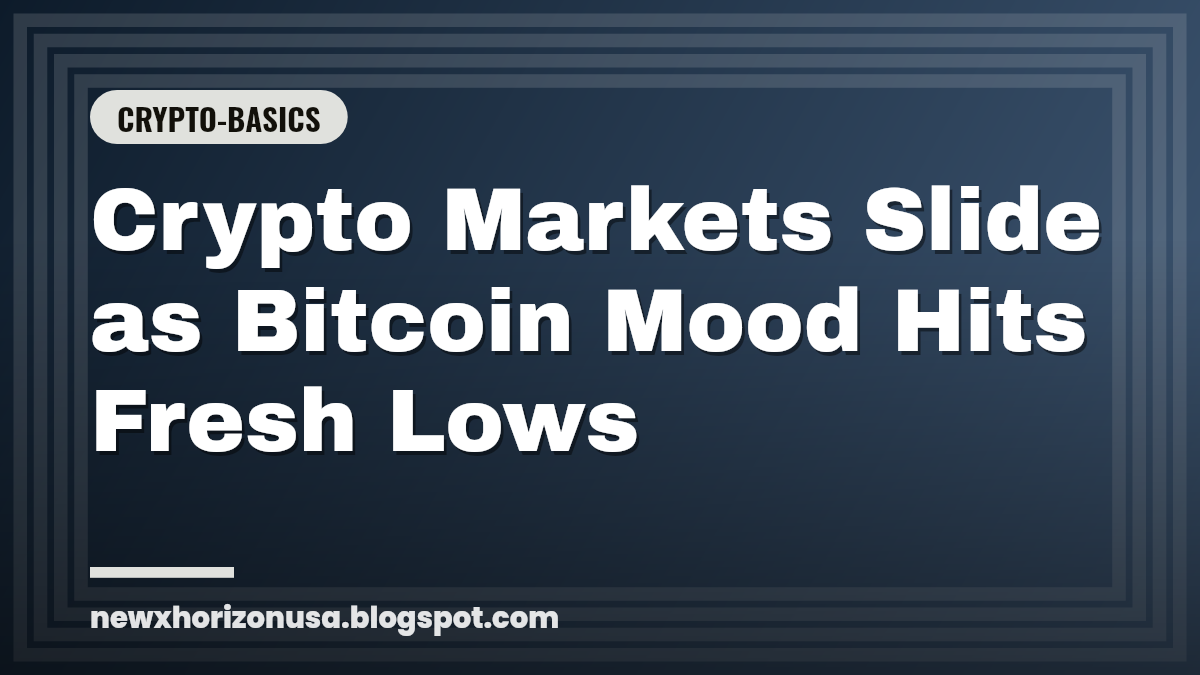 CRYPTO-BASICS
Crypto Markets Slide
as Bitcoin Mood Hits
Fresh Lows
newxhorizonusa.blogspot.com